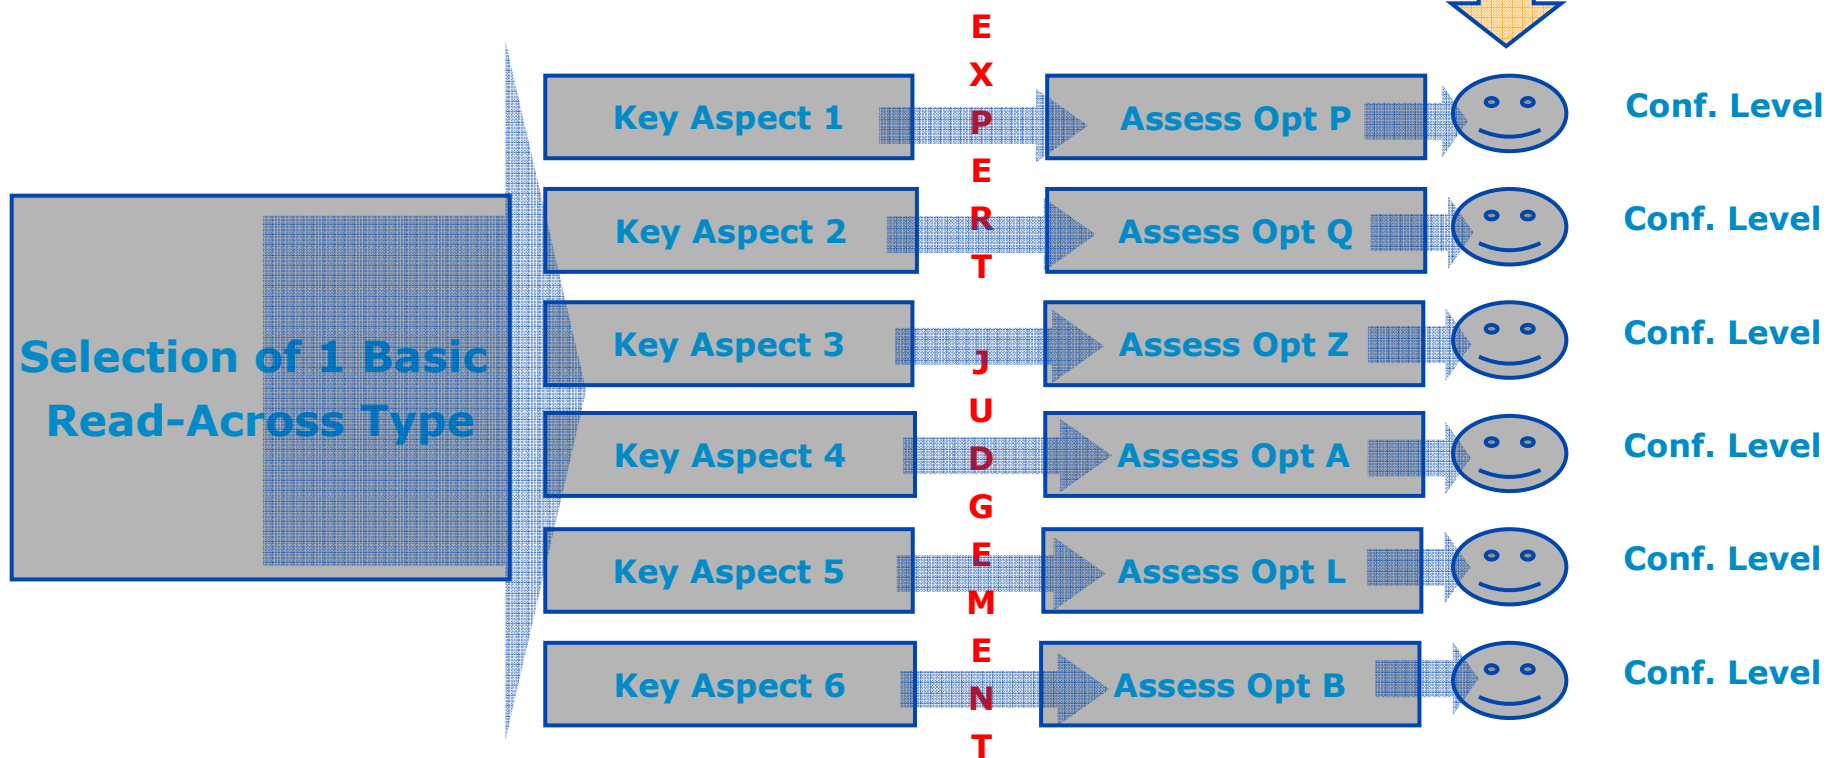 Selection of 1 Basic
Read-Across Type
Key Aspect 1
Key Aspect 2
Key Aspect 3
Key Aspect 4
Key Aspect 5
Key Aspect 6
E
X
P
E
R
T
J
U
D
G
E
M
E
N
T
Assess Opt P
Assess Opt Q
Assess Opt Z
Assess Opt A
Assess Opt L
Assess Opt B
Conf. Level
Conf. Level
Conf. Level
Conf. Level
Conf. Level
Conf. Level